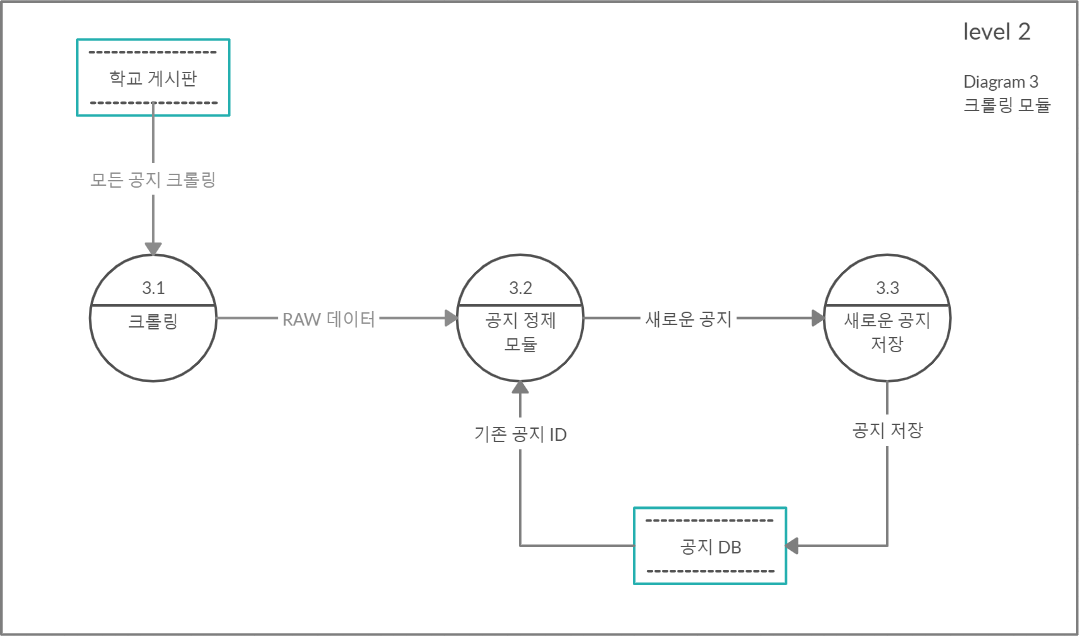 level 2
Diagram 3
크롤링 모듈
학교 게시판
모든 공지 크롤링
3.1
크롤링
RAW 데이터
3.2
공지 정제
모듈
새로운 공지
3.3
새로운 공지
저장
기존 공지 ID
공지 저장
공지 DB